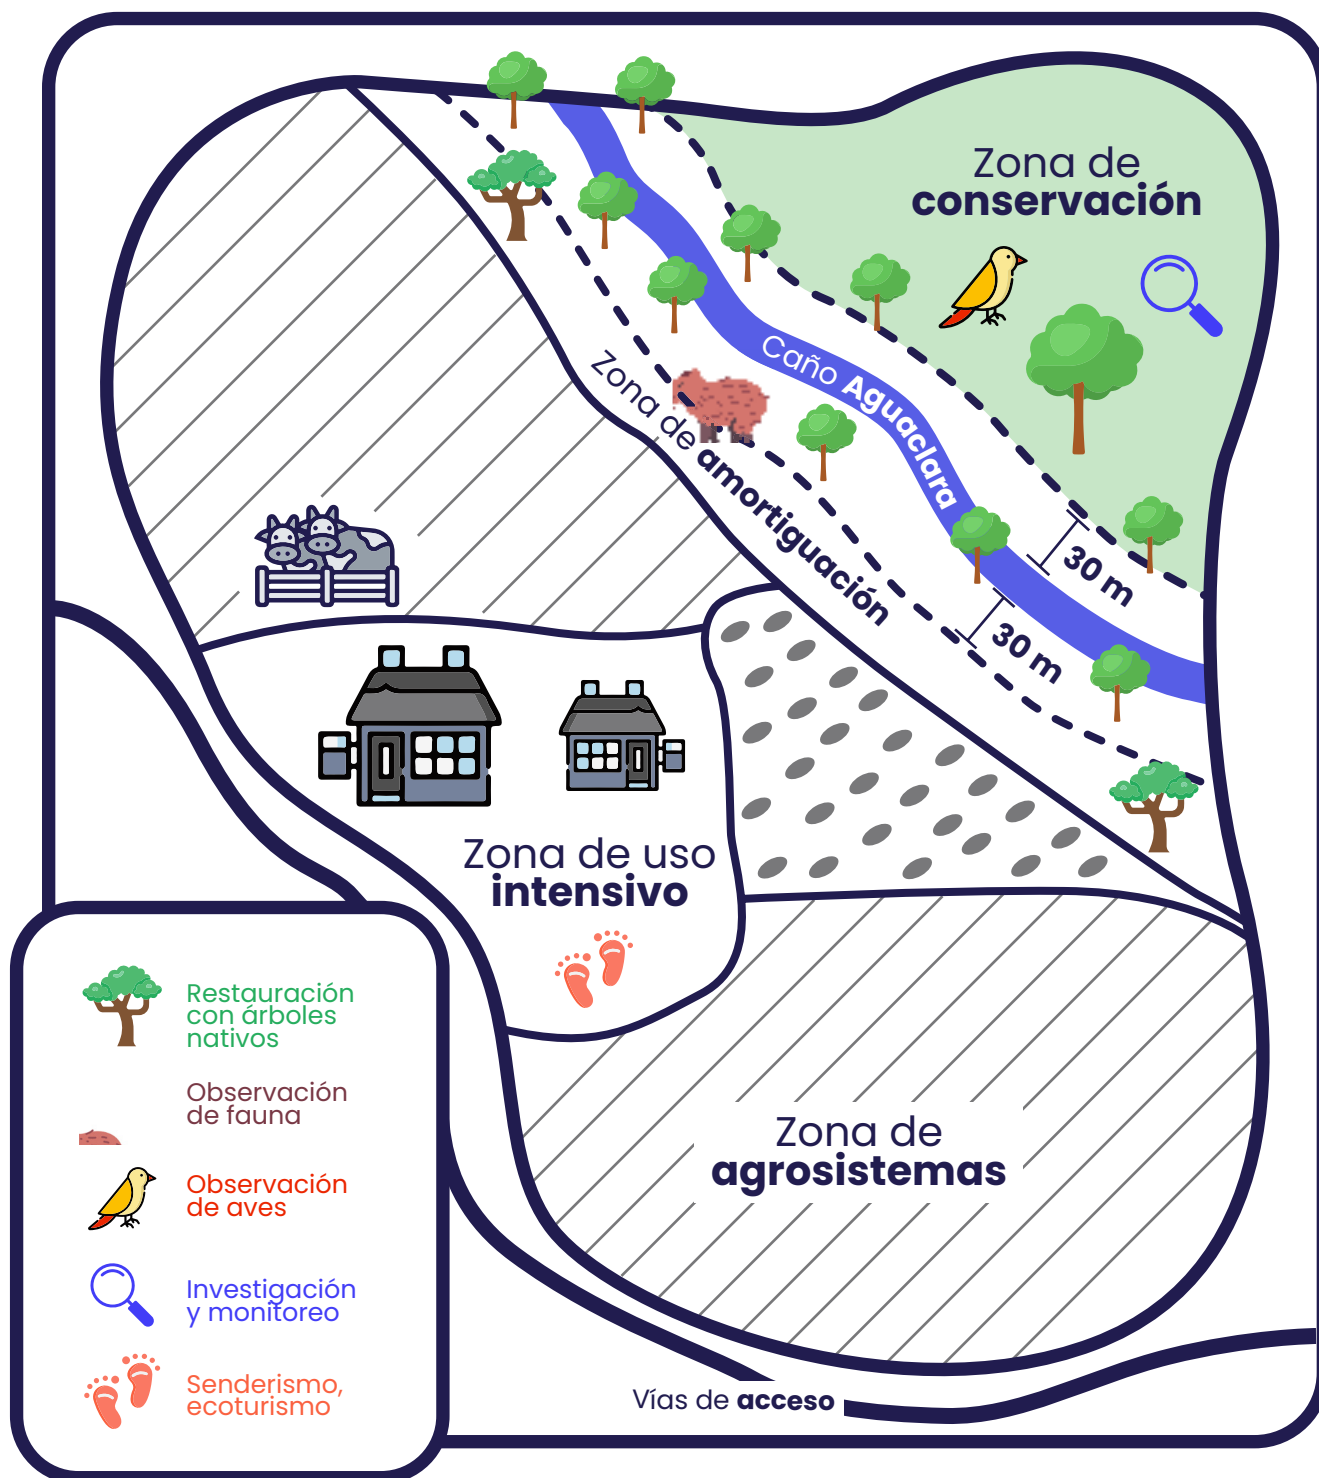 Zona de
conservación
Caño Aguaclara
Zona de amortiguación
30 m
30 m
Zona de uso
intensivo
Zona de
agrosistemas
Vías de acceso
Restauración
con árboles
nativos
Observación
de fauna
Observación
de aves
Investigación
y monitoreo
Senderismo,
ecoturismo